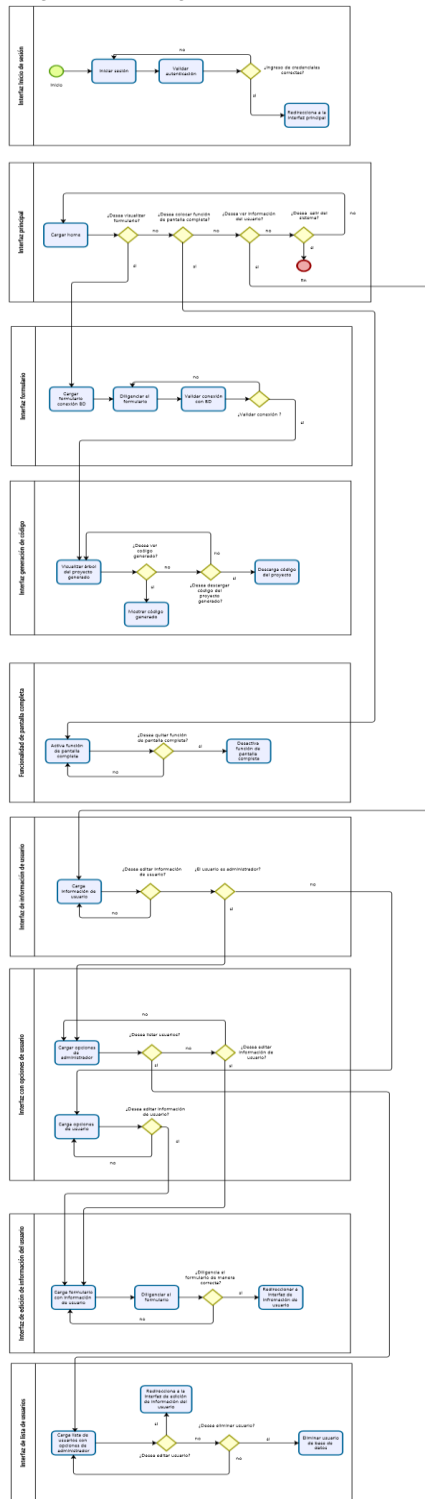 Interfaz Inicio de sesión
no
Iniciar sesión
Validar
autenticación
¿Ingreso de credenciales
correctas?
Inicio
si
Redirecciona a la
interfaz principal
Interfaz principal
¿Desea visualizar
formulario?
¿Desea colocar función
de pantalla completa?
¿Desea ver información
del usuario?
¿Desea salir del
sistema?
no
Cargar home
no
no
no
si
si
si
si
Fin
Interfaz formulario
no
Cargar
formulario
conexión BD
Diligenciar el
formulario
Validar conexión
con BD
¿Validar conexión ?
si
Interfaz generación de código
¿Desea ver
código
generado?
no
Visualizar árbol
del proyecto
generado
no
si
Descarga código
del proyecto
si
¿Desea descargar
código del
proyecto generado?
Mostrar código
generado
Funcionalidad de pantalla completa
¿Desea quitar función
de pantalla completa?
Activa función
de pantalla
completa
si
Desactiva
función de
pantalla
completa
no
Interfaz de información de usuario
¿Desea editar información
de usuario?
¿El usuario es administrador?
no
Carga
información de
usuario
si
no
si
Interfaz con opciones de usuario
no
¿Desea listar usuarios?
Cargar opciones
de
administrador
no
¿Desea editar
información de
usuario?
si
si
¿Desea editar información
de usuario?
Carga opciones
de usuario
si
no
Interfaz de edición de información del usuario
¿Diligencia el
formulario de manera
correcta?
Carga formulario
con información
de usuario
Diligenciar el
formulario
si
Redireccionar a
interfaz de
información de
usuario
no
Interfaz de lista de usuarios
Redirecciona a la
interfaz de edición
de información del
usuario
si
¿Desea eliminar usuario?
Carga lista de
usuarios con
opciones de
administrador
no
si
Eliminar usuario
de base de
datos
¿Desea editar usuario?
no